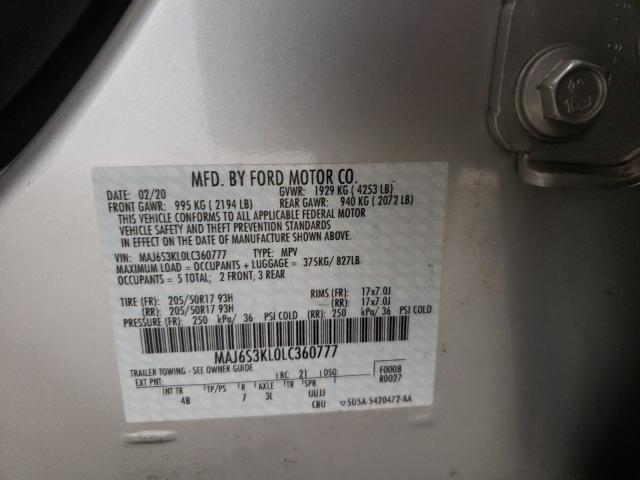 MFD. BY FORD MOTOR CO.
DATE: 02/20 GVWR: 1929 KG ( 4253 LB)
FRONT GAWR: 995 KG ( 2194 LB) REAR GAWR: 940 KG ( 2072 LB)
THIS VEHICLE CONFORMS TO ALL APPLICABLE FEDERAL MOTOR
VEHICLE SAFETY AND THEFT PREVENTION STANDARDS
IN EFFECT ON THE DATE OF MANUFACTURE SHOWN ABOVE.
VIN: MAJ6S3KL0LC360777 TYPE: MPV
MAXIMUM LOAD = OCCUPANTS + LUGGAGE = 375KG/ 827LB
OCCUPANTS = 5 TOTAL; 2 FRONT, 3 REAR
TIRE (FR): 205/50R17 93H RIMS (FR): 17x7.0J
(RR): 205/50R17 93H (RR): 17x7.0J
PRESSURE (FR): 250 kPa/ 36 PSI COLD (RR): 250 kPa/36 PSI COLD
MAJ6S3KL0LC360777
TRAILER TOWING - SEE OWNER GUIDE RC: 21 DSO: F0008
EXT PNT: R0027
INT TR TP/PS R AXLE TR SPR
4B 7 3L UUJJ
CBU 5U5A-5420472-AA
10.9